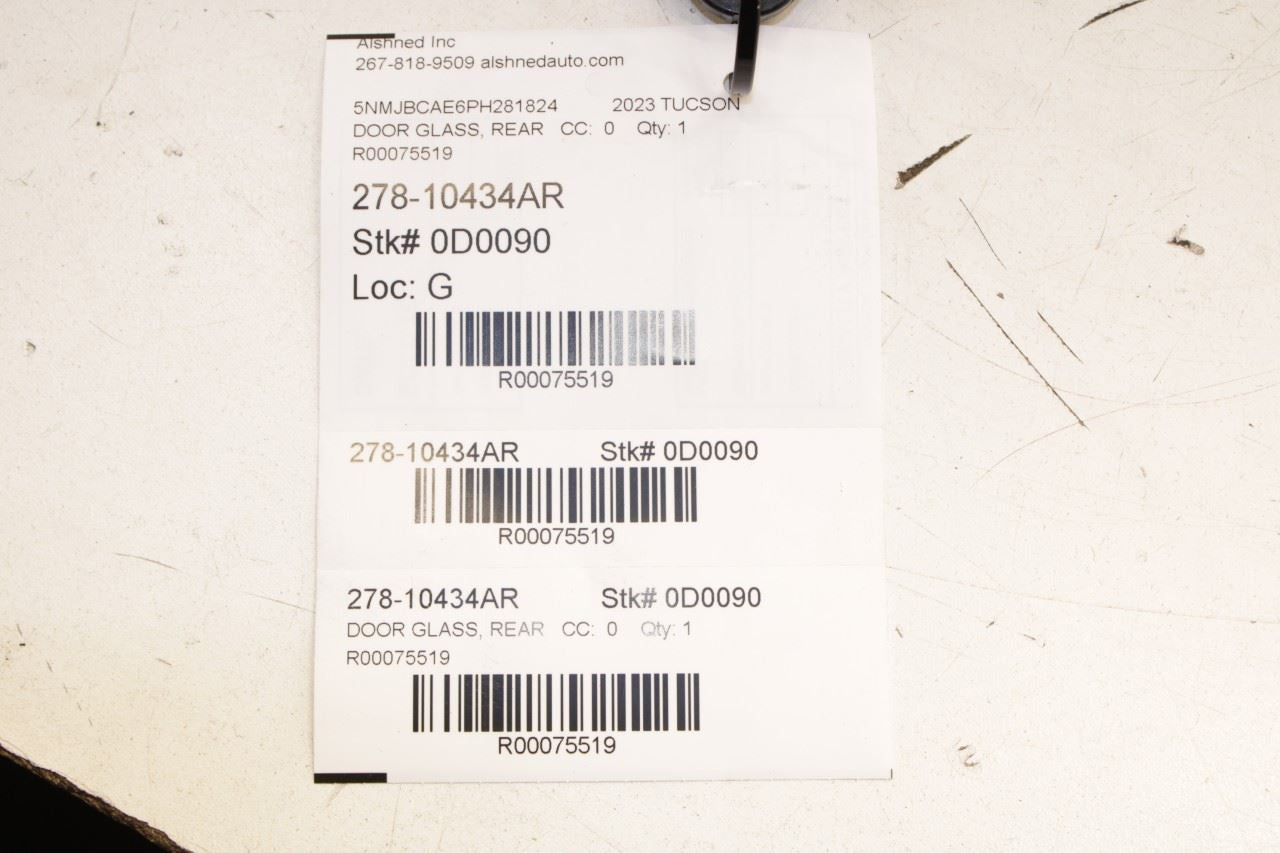 Alshned Inc
267-818-9509 alshnedauto.com
5NMJBCAE6PH281824 2023 TUCSON
DOOR GLASS, REAR CC: 0 Qty: 1
R00075519
278-10434AR
Stk# 0D0090
Loc: G
R00075519
278-10434AR Stk# 0D0090
R00075519
278-10434AR Stk# 0D0090
DOOR GLASS, REAR CC: 0 Qty: 1
R00075519
R00075519